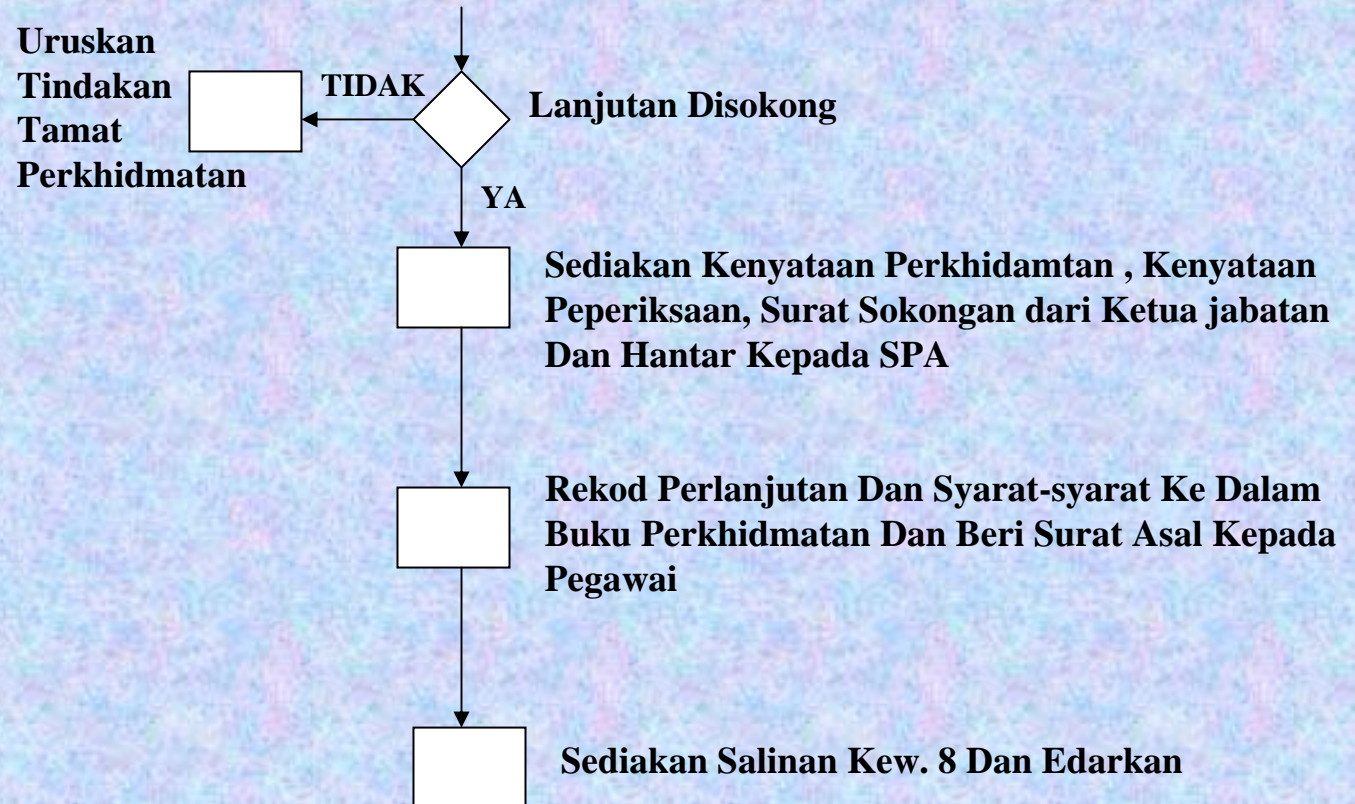 Uruskan
Tindakan
Tamat
Perkhidmatan
TIDAK
Lanjutan Disokong
YA
Sediakan Kenyataan Perkhidamtan , Kenyataan
Peperiksaan, Surat Sokongan dari Ketua jabatan
Dan Hantar Kepada SPA
Rekod Perlanjutan Dan Syarat-syarat Ke Dalam
Buku Perkhidmatan Dan Beri Surat Asal Kepada
Pegawai
Sediakan Salinan Kew. 8 Dan Edarkan